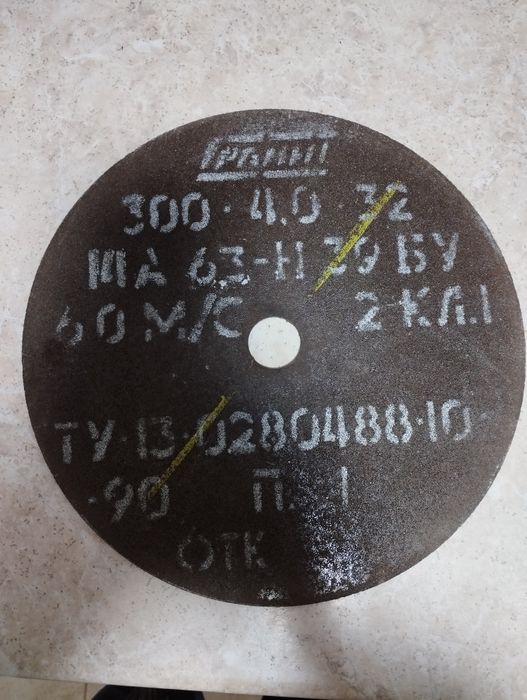 ГРАНИТ
300·4.0·32
ША 63-Н 39 БУ
60 М/С 2 КЛ.1
ТУ·13·0280488·10·
·90 П. 1
ОТК